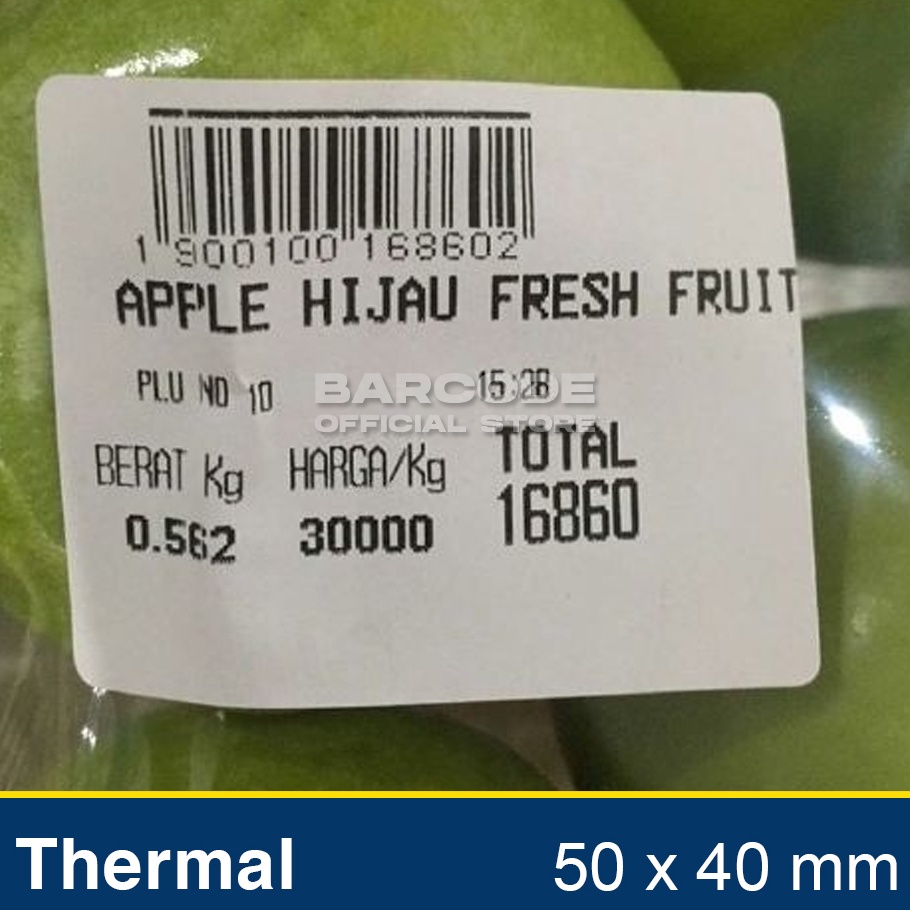 1 900100 168602
APPLE HIJAU FRESH FRUIT
PLU NO 10 15:28
BARCODE
OFFICIAL STORE
BERAT Kg HARGA/Kg TOTAL
0.562 30000 16860
Thermal 50 x 40 mm